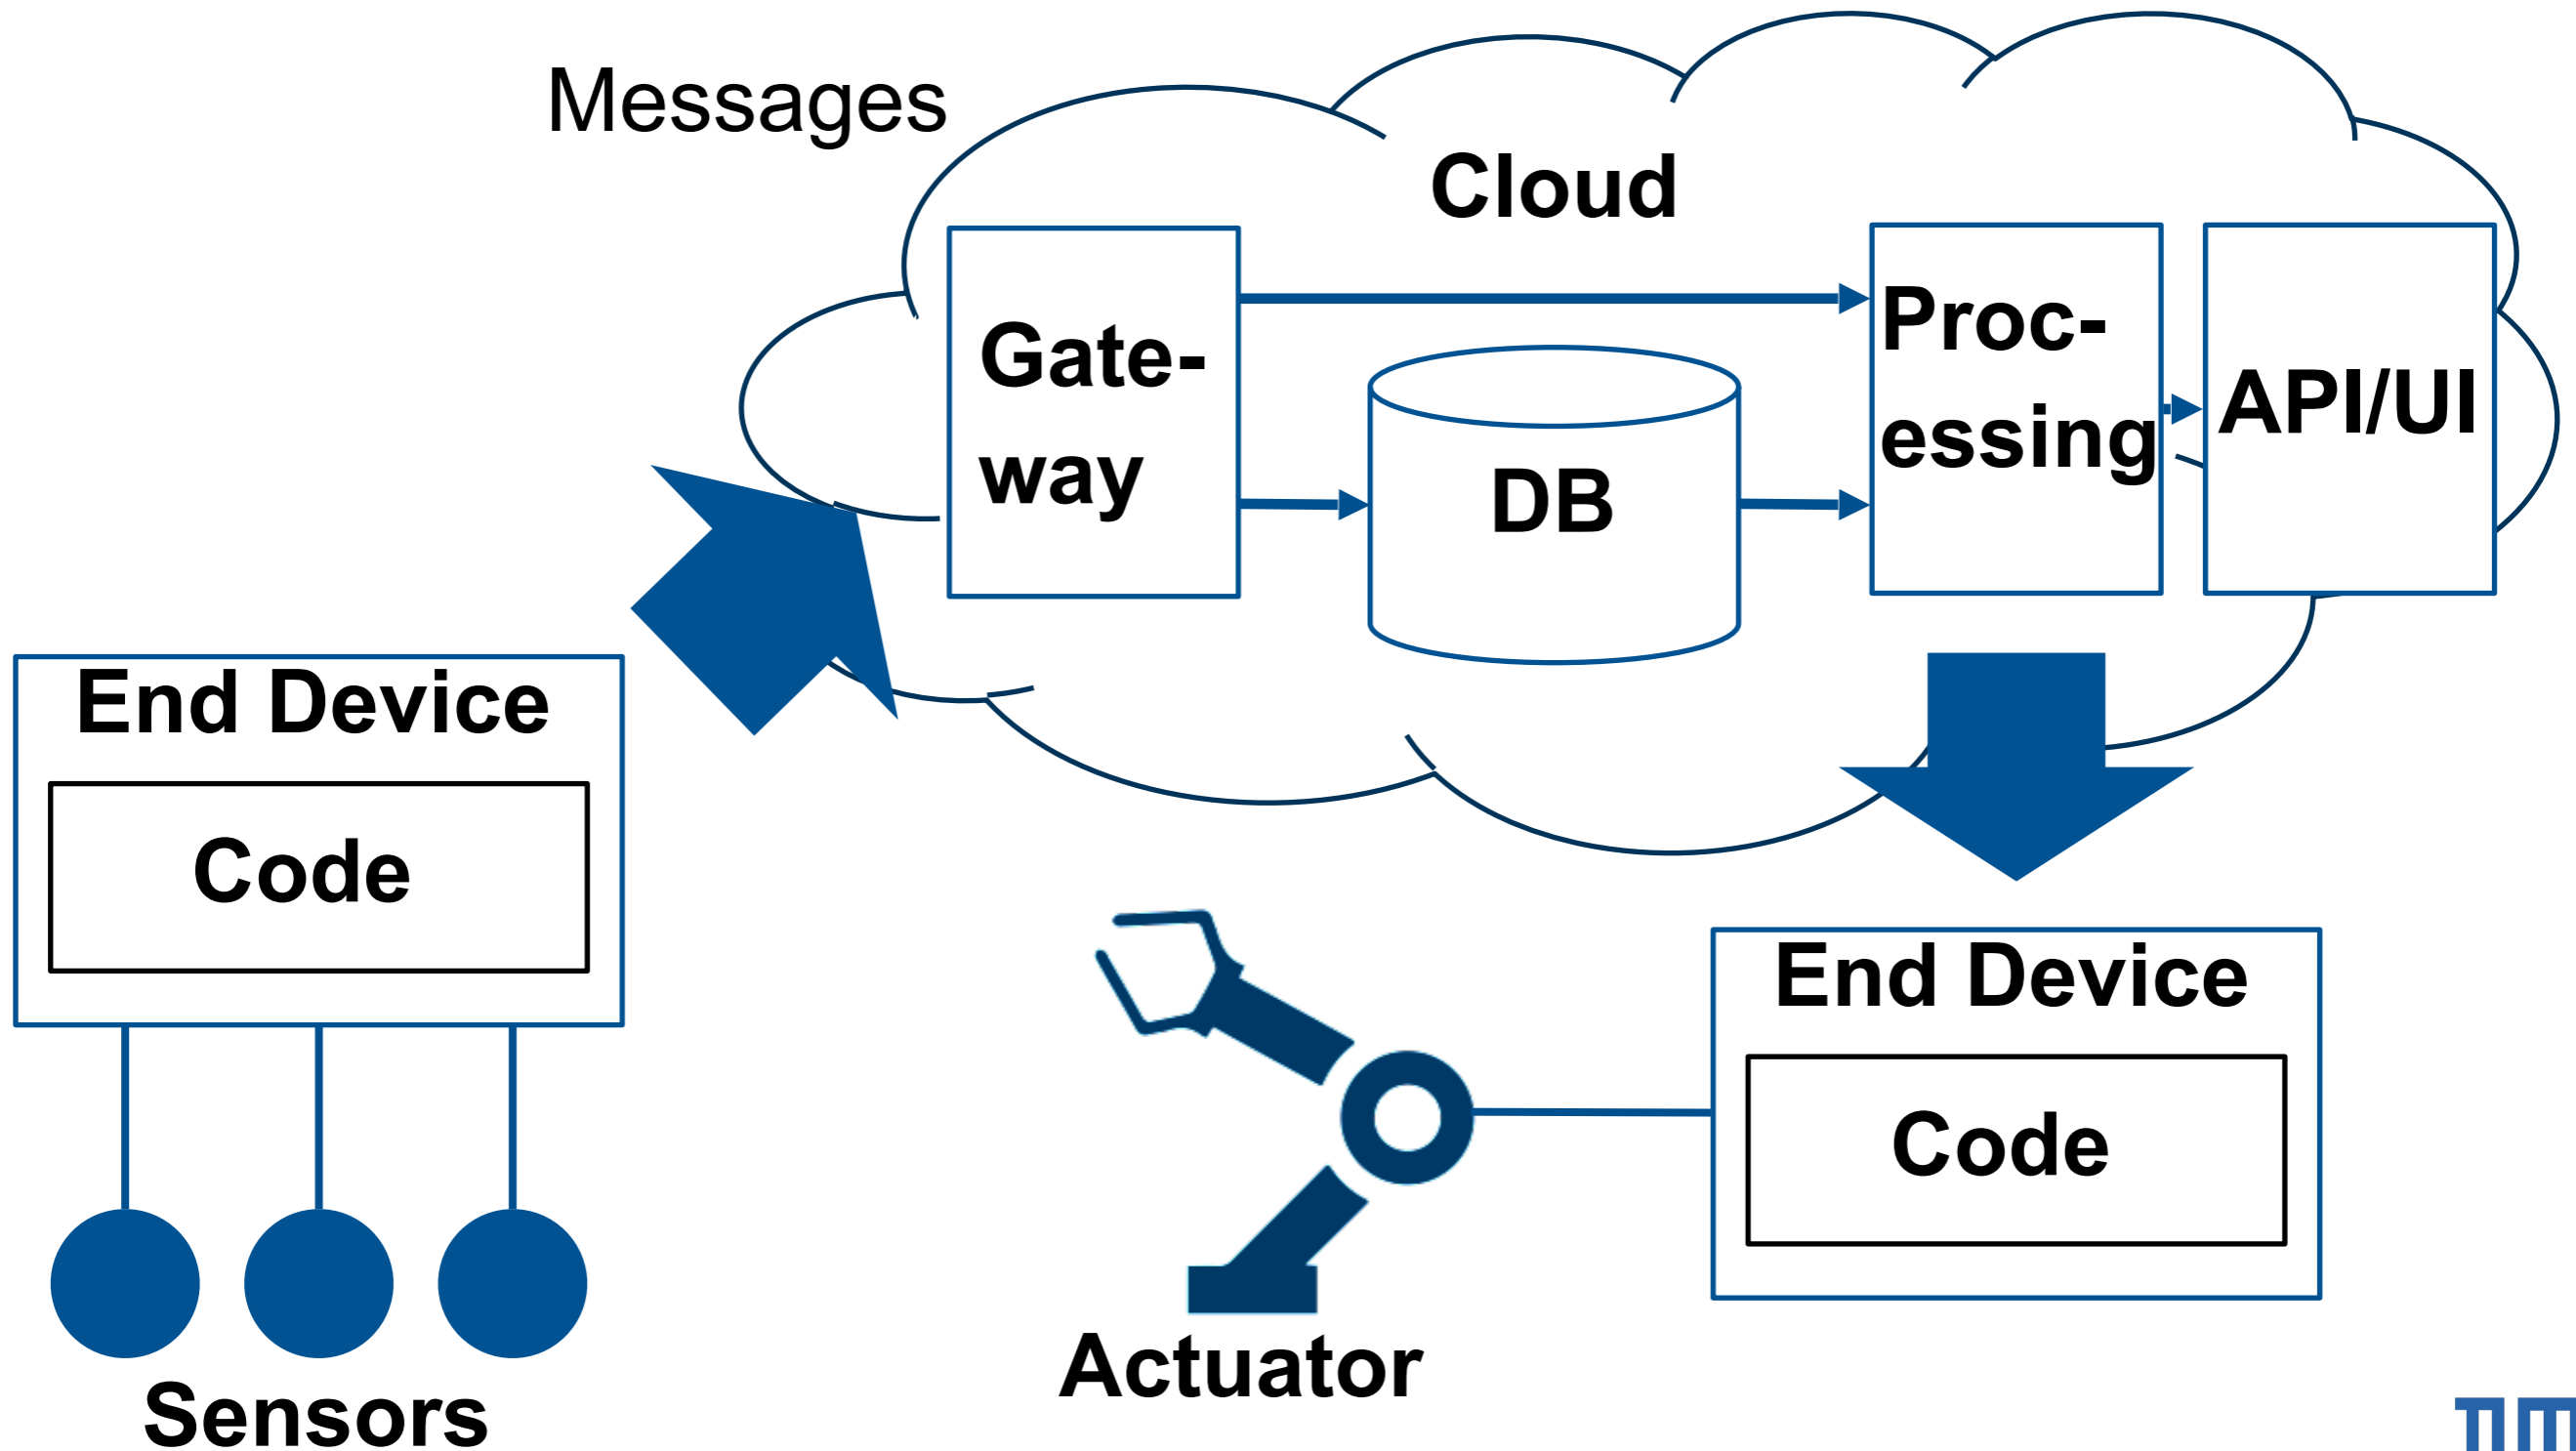 Messages
Cloud
Gate-
way
DB
Proc-
essing
API/UI
End Device
Code
Sensors
Actuator
End Device
Code